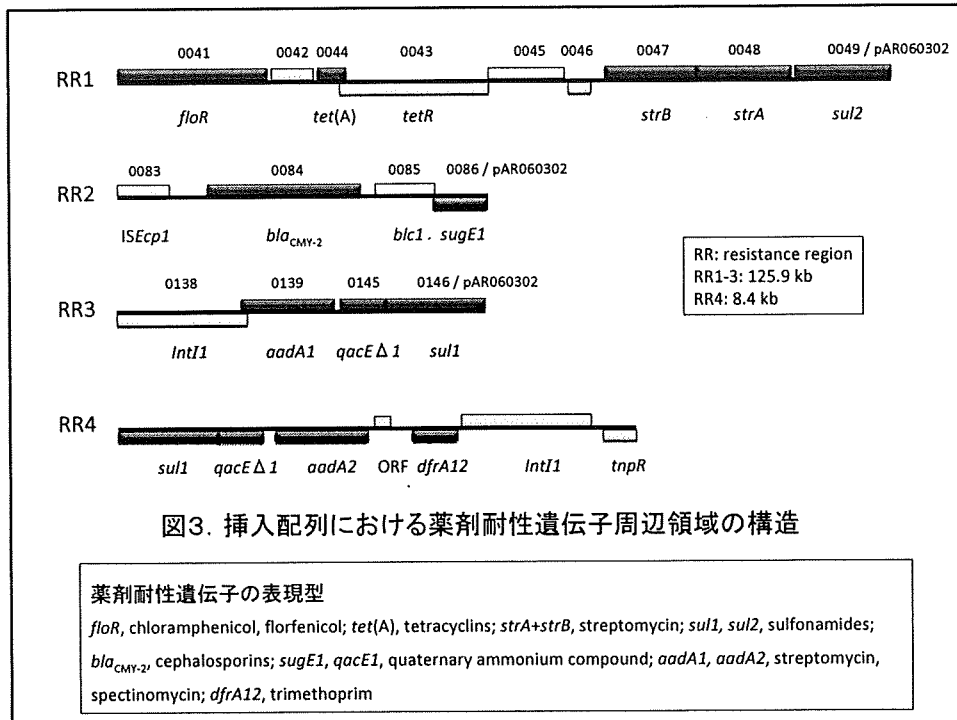 0041 0042 0044 0043 0045 0046 0047 0048 0049 / pAR060302
RR1
floR tet(A) tetR strB strA sul2
0083 0084 0085 0086 / pAR060302
RR2
ISEcp1 blaCMY-2 blc1 . sugE1
RR: resistance region
RR1-3: 125.9 kb
RR4: 8.4 kb
0138 0139 0145 0146 / pAR060302
RR3
IntI1 aadA1 qacE Δ 1 sul1
RR4
sul1 qacE Δ 1 aadA2 ORF dfrA12 IntI1 tnpR
図3. 挿入配列における薬剤耐性遺伝子周辺領域の構造
薬剤耐性遺伝子の表現型
floR, chloramphenicol, florfenicol; tet(A), tetracyclins; strA+strB, streptomycin; sul1, sul2, sulfonamides;
blaCMY-2, cephalosporins; sugE1, qacE1, quaternary ammonium compound; aadA1, aadA2, streptomycin,
spectinomycin; dfrA12, trimethoprim